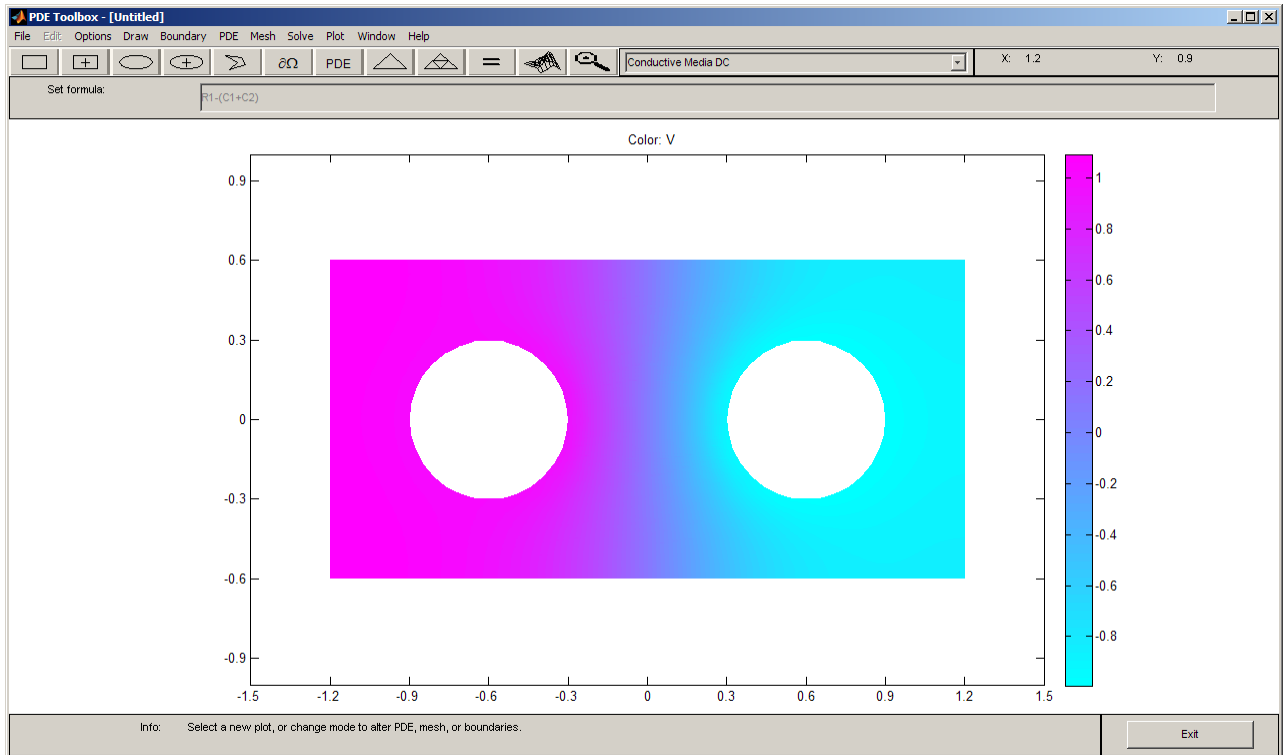 PDE Toolbox - [Untitled]
File Edit Options Draw Boundary PDE Mesh Solve Plot Window Help
∂Ω PDE = Conductive Media DC X: 1.2 Y: 0.9
Set formula: R1-(C1+C2)
Color: V
0.9
0.6
0.3
0
-0.3
-0.6
-0.9
-1.5 -1.2 -0.9 -0.6 -0.3 0 0.3 0.6 0.9 1.2 1.5
1
0.8
0.6
0.4
0.2
0
-0.2
-0.4
-0.6
-0.8
Info: Select a new plot, or change mode to alter PDE, mesh, or boundaries.
Exit